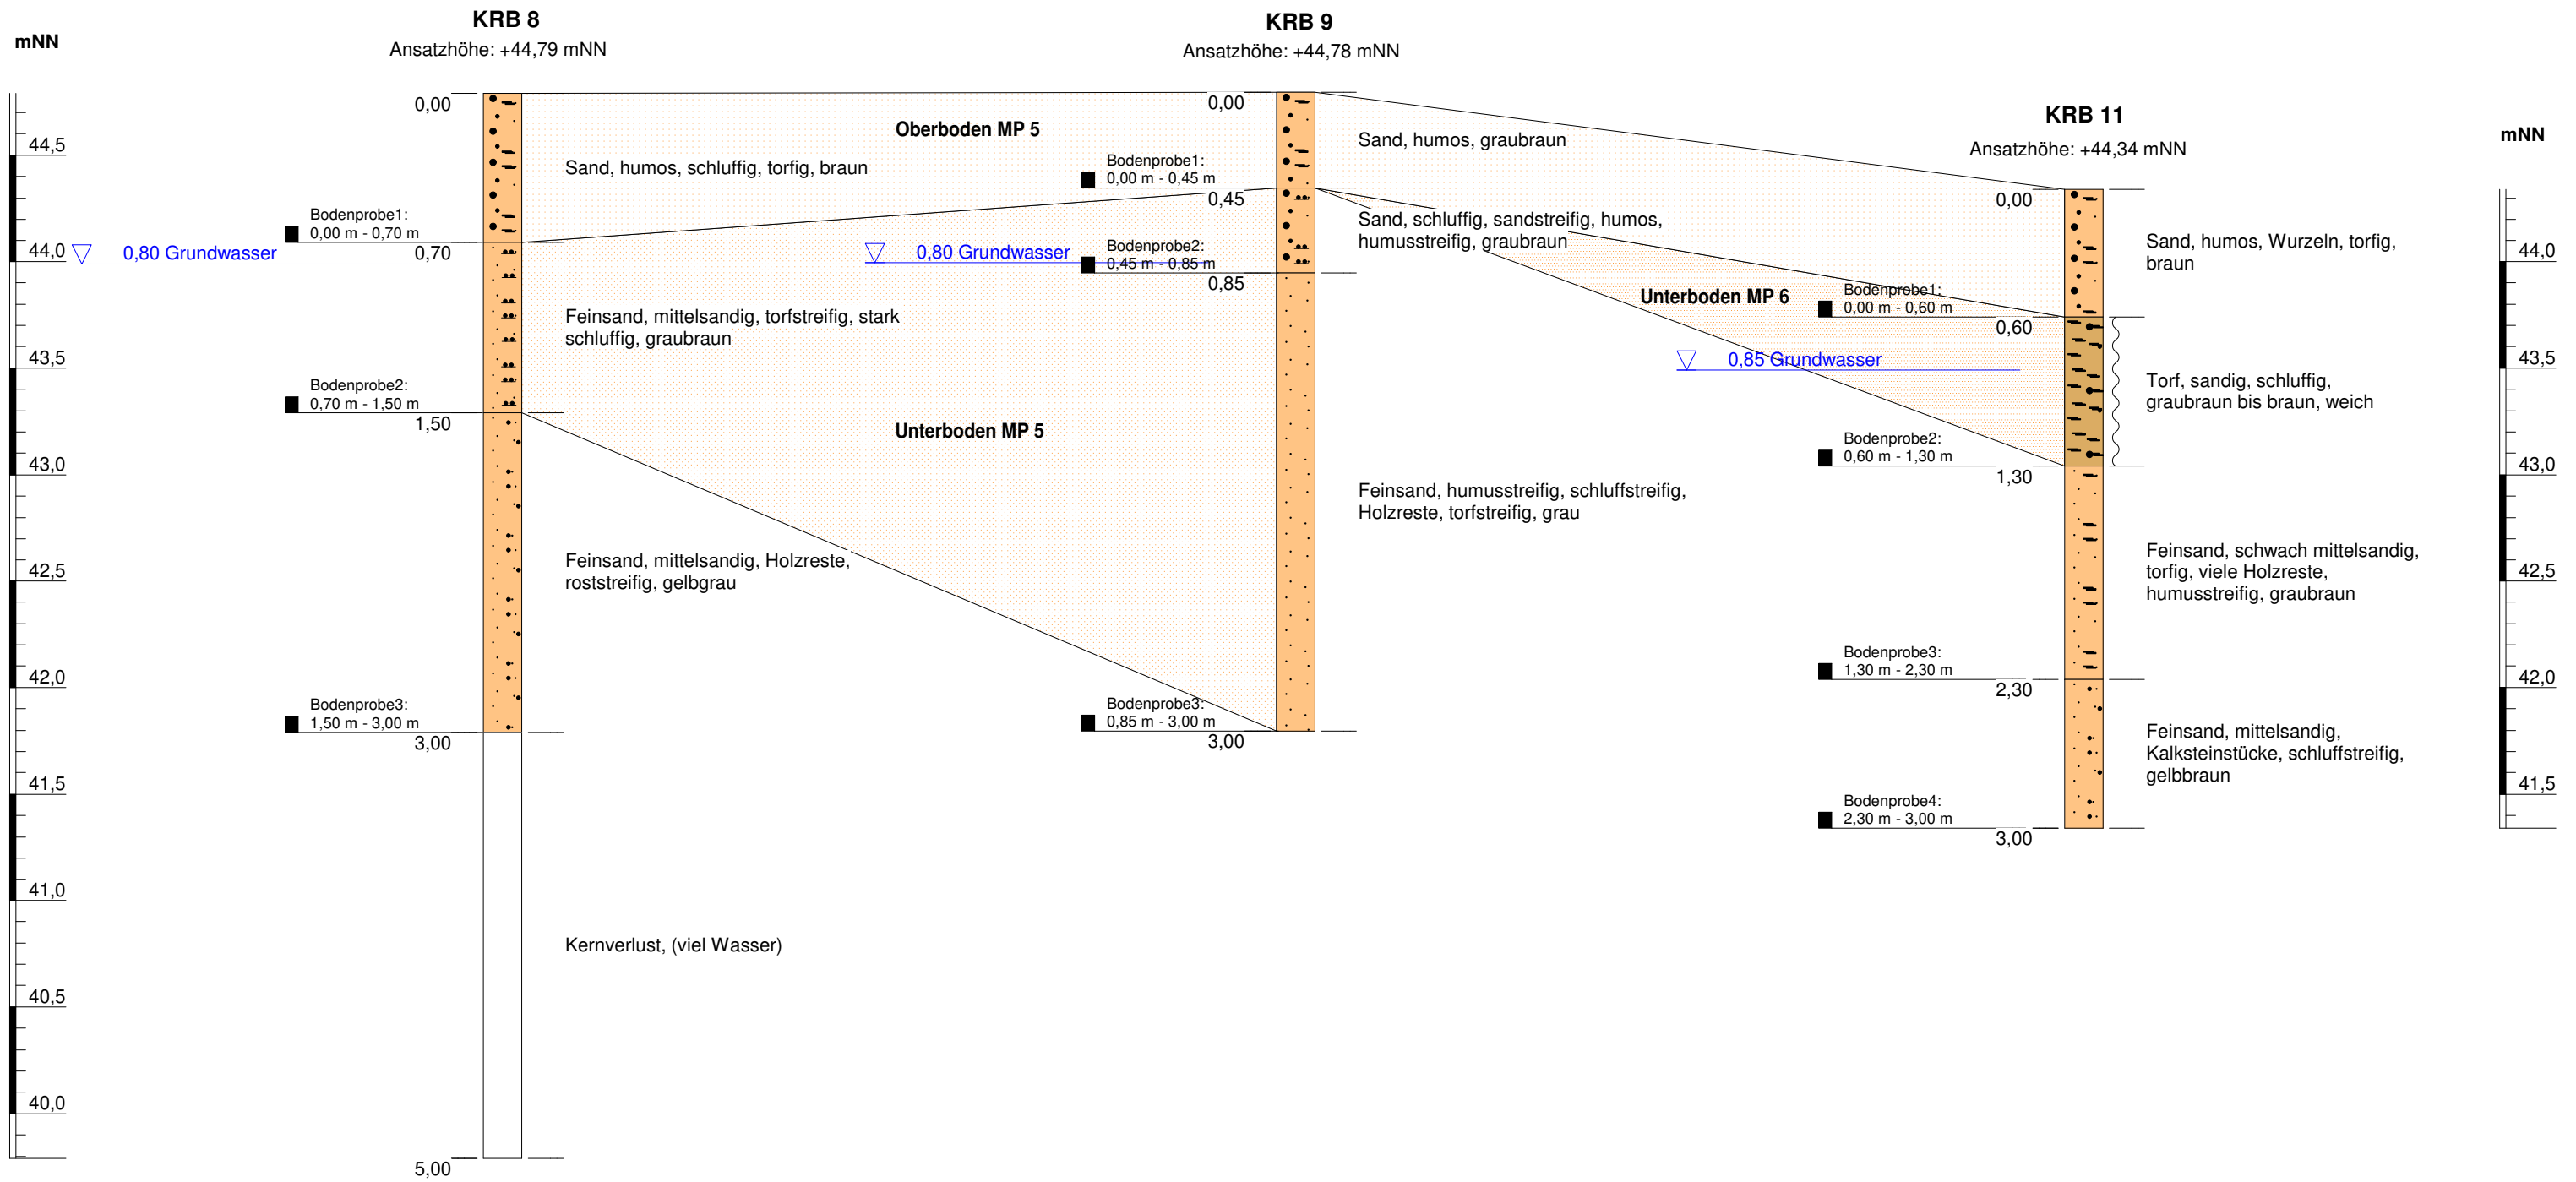 mNN
KRB 8
Ansatzhöhe: +44,79 mNN
44,5
44,0
43,5
43,0
42,5
42,0
41,5
41,0
40,5
40,0
0,80 Grundwasser
0,00
0,70
1,50
3,00
5,00
Bodenprobe1:
0,00 m - 0,70 m
Bodenprobe2:
0,70 m - 1,50 m
Bodenprobe3:
1,50 m - 3,00 m
Sand, humos, schluffig, torfig, braun
Feinsand, mittelsandig, torfstreifig, stark
schluffig, graubraun
Feinsand, mittelsandig, Holzreste,
roststreifig, gelbgrau
Kernverlust, (viel Wasser)
Oberboden MP 5
Unterboden MP 5
KRB 9
Ansatzhöhe: +44,78 mNN
0,80 Grundwasser
0,00
0,45
0,85
3,00
Bodenprobe1:
0,00 m - 0,45 m
Bodenprobe2:
0,45 m - 0,85 m
Bodenprobe3:
0,85 m - 3,00 m
Sand, humos, graubraun
Sand, schluffig, sandstreifig, humos,
humusstreifig, graubraun
Feinsand, humusstreifig, schluffstreifig,
Holzreste, torfstreifig, grau
Unterboden MP 6
KRB 11
Ansatzhöhe: +44,34 mNN
0,85 Grundwasser
0,00
0,60
1,30
2,30
3,00
Bodenprobe1:
0,00 m - 0,60 m
Bodenprobe2:
0,60 m - 1,30 m
Bodenprobe3:
1,30 m - 2,30 m
Bodenprobe4:
2,30 m - 3,00 m
Sand, humos, Wurzeln, torfig,
braun
Torf, sandig, schluffig,
graubraun bis braun, weich
Feinsand, schwach mittelsandig,
torfig, viele Holzreste,
humusstreifig, graubraun
Feinsand, mittelsandig,
Kalksteinstücke, schluffstreifig,
gelbbraun
mNN
44,0
43,5
43,0
42,5
42,0
41,5